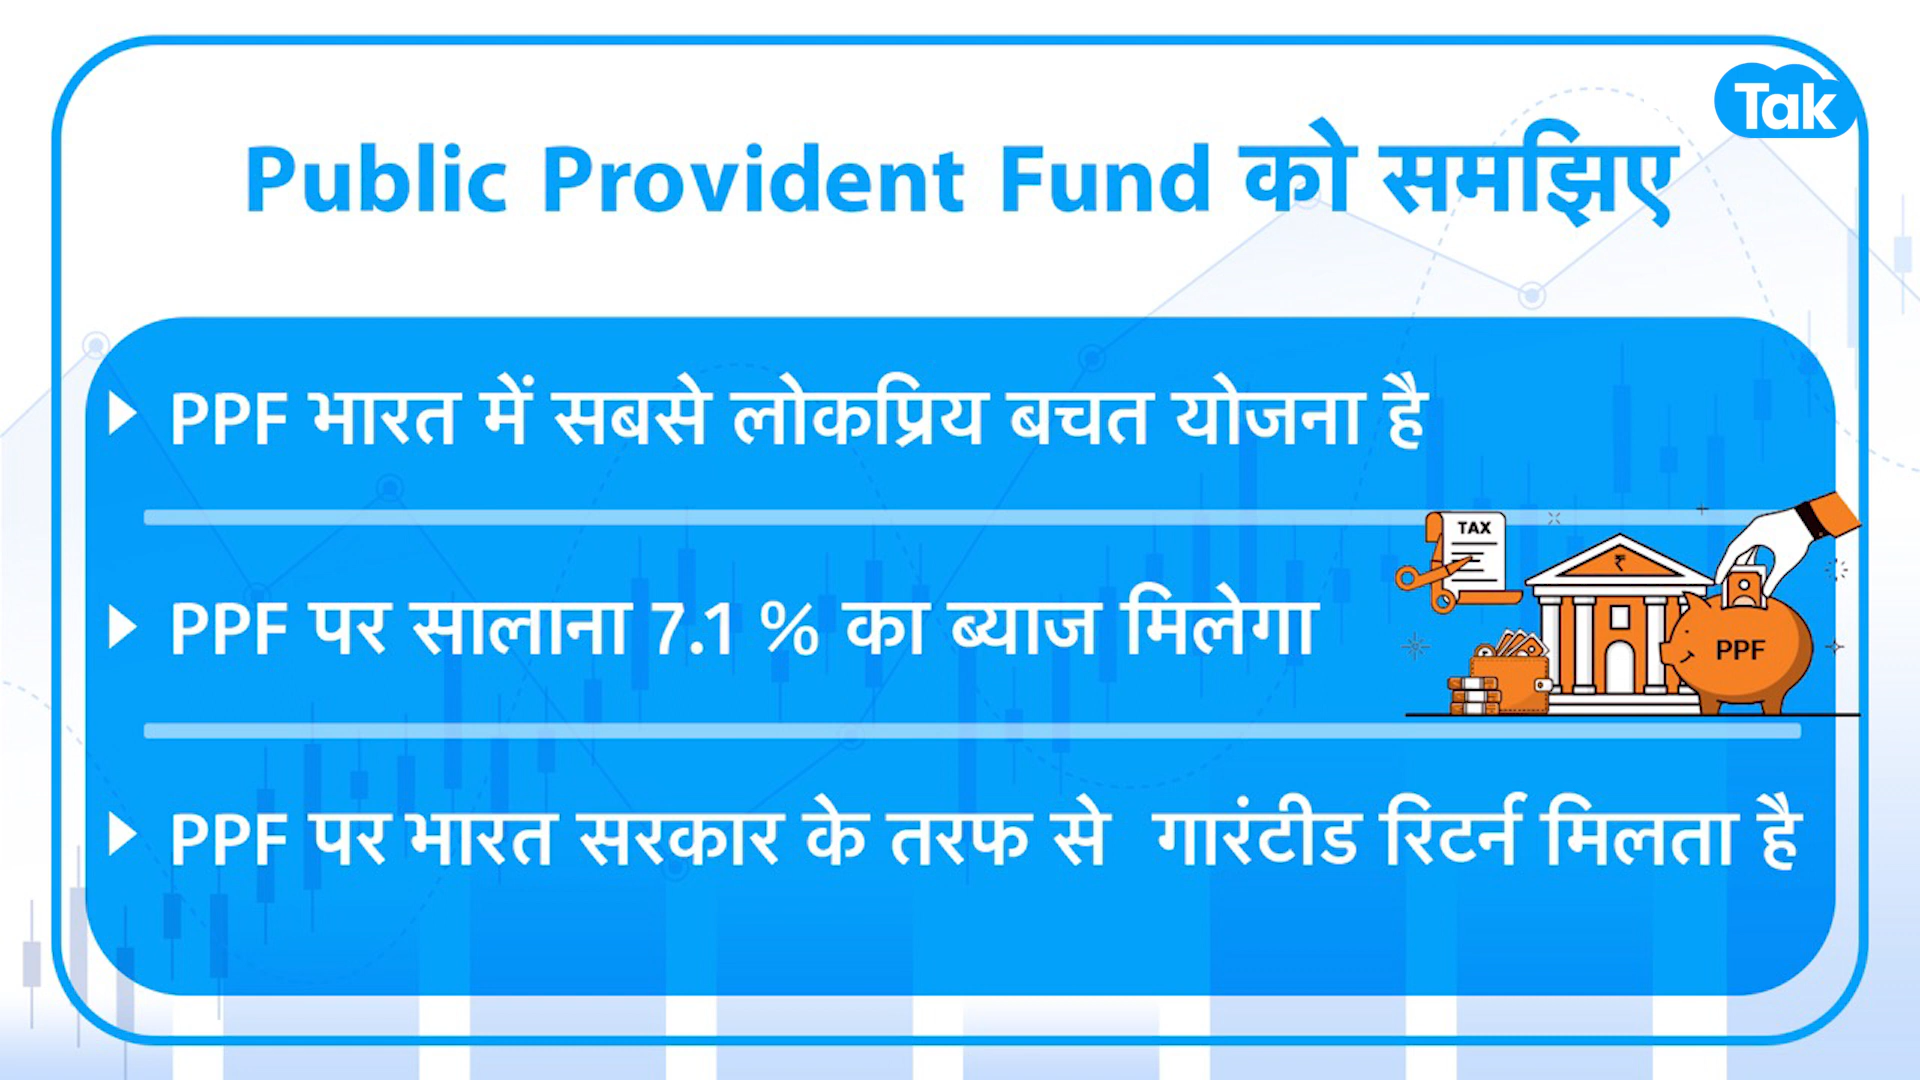 Tak
Public Provident Fund को समझिए
PPF भारत में सबसे लोकप्रिय बचत योजना है
TAX
₹
PPF पर सालाना 7.1 % का ब्याज मिलेगा
PPF
PPF पर भारत सरकार के तरफ से गारंटीड रिटर्न मिलता है